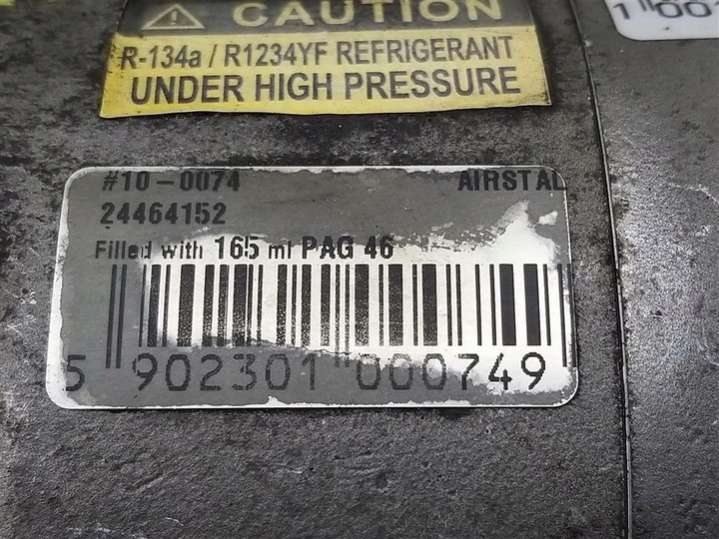 CAUTION
R-134a / R1234YF REFRIGERANT
UNDER HIGH PRESSURE
#10-0074 AIRSTAL
24464152
Filled with 165 ml PAG 46
5 902301 000749